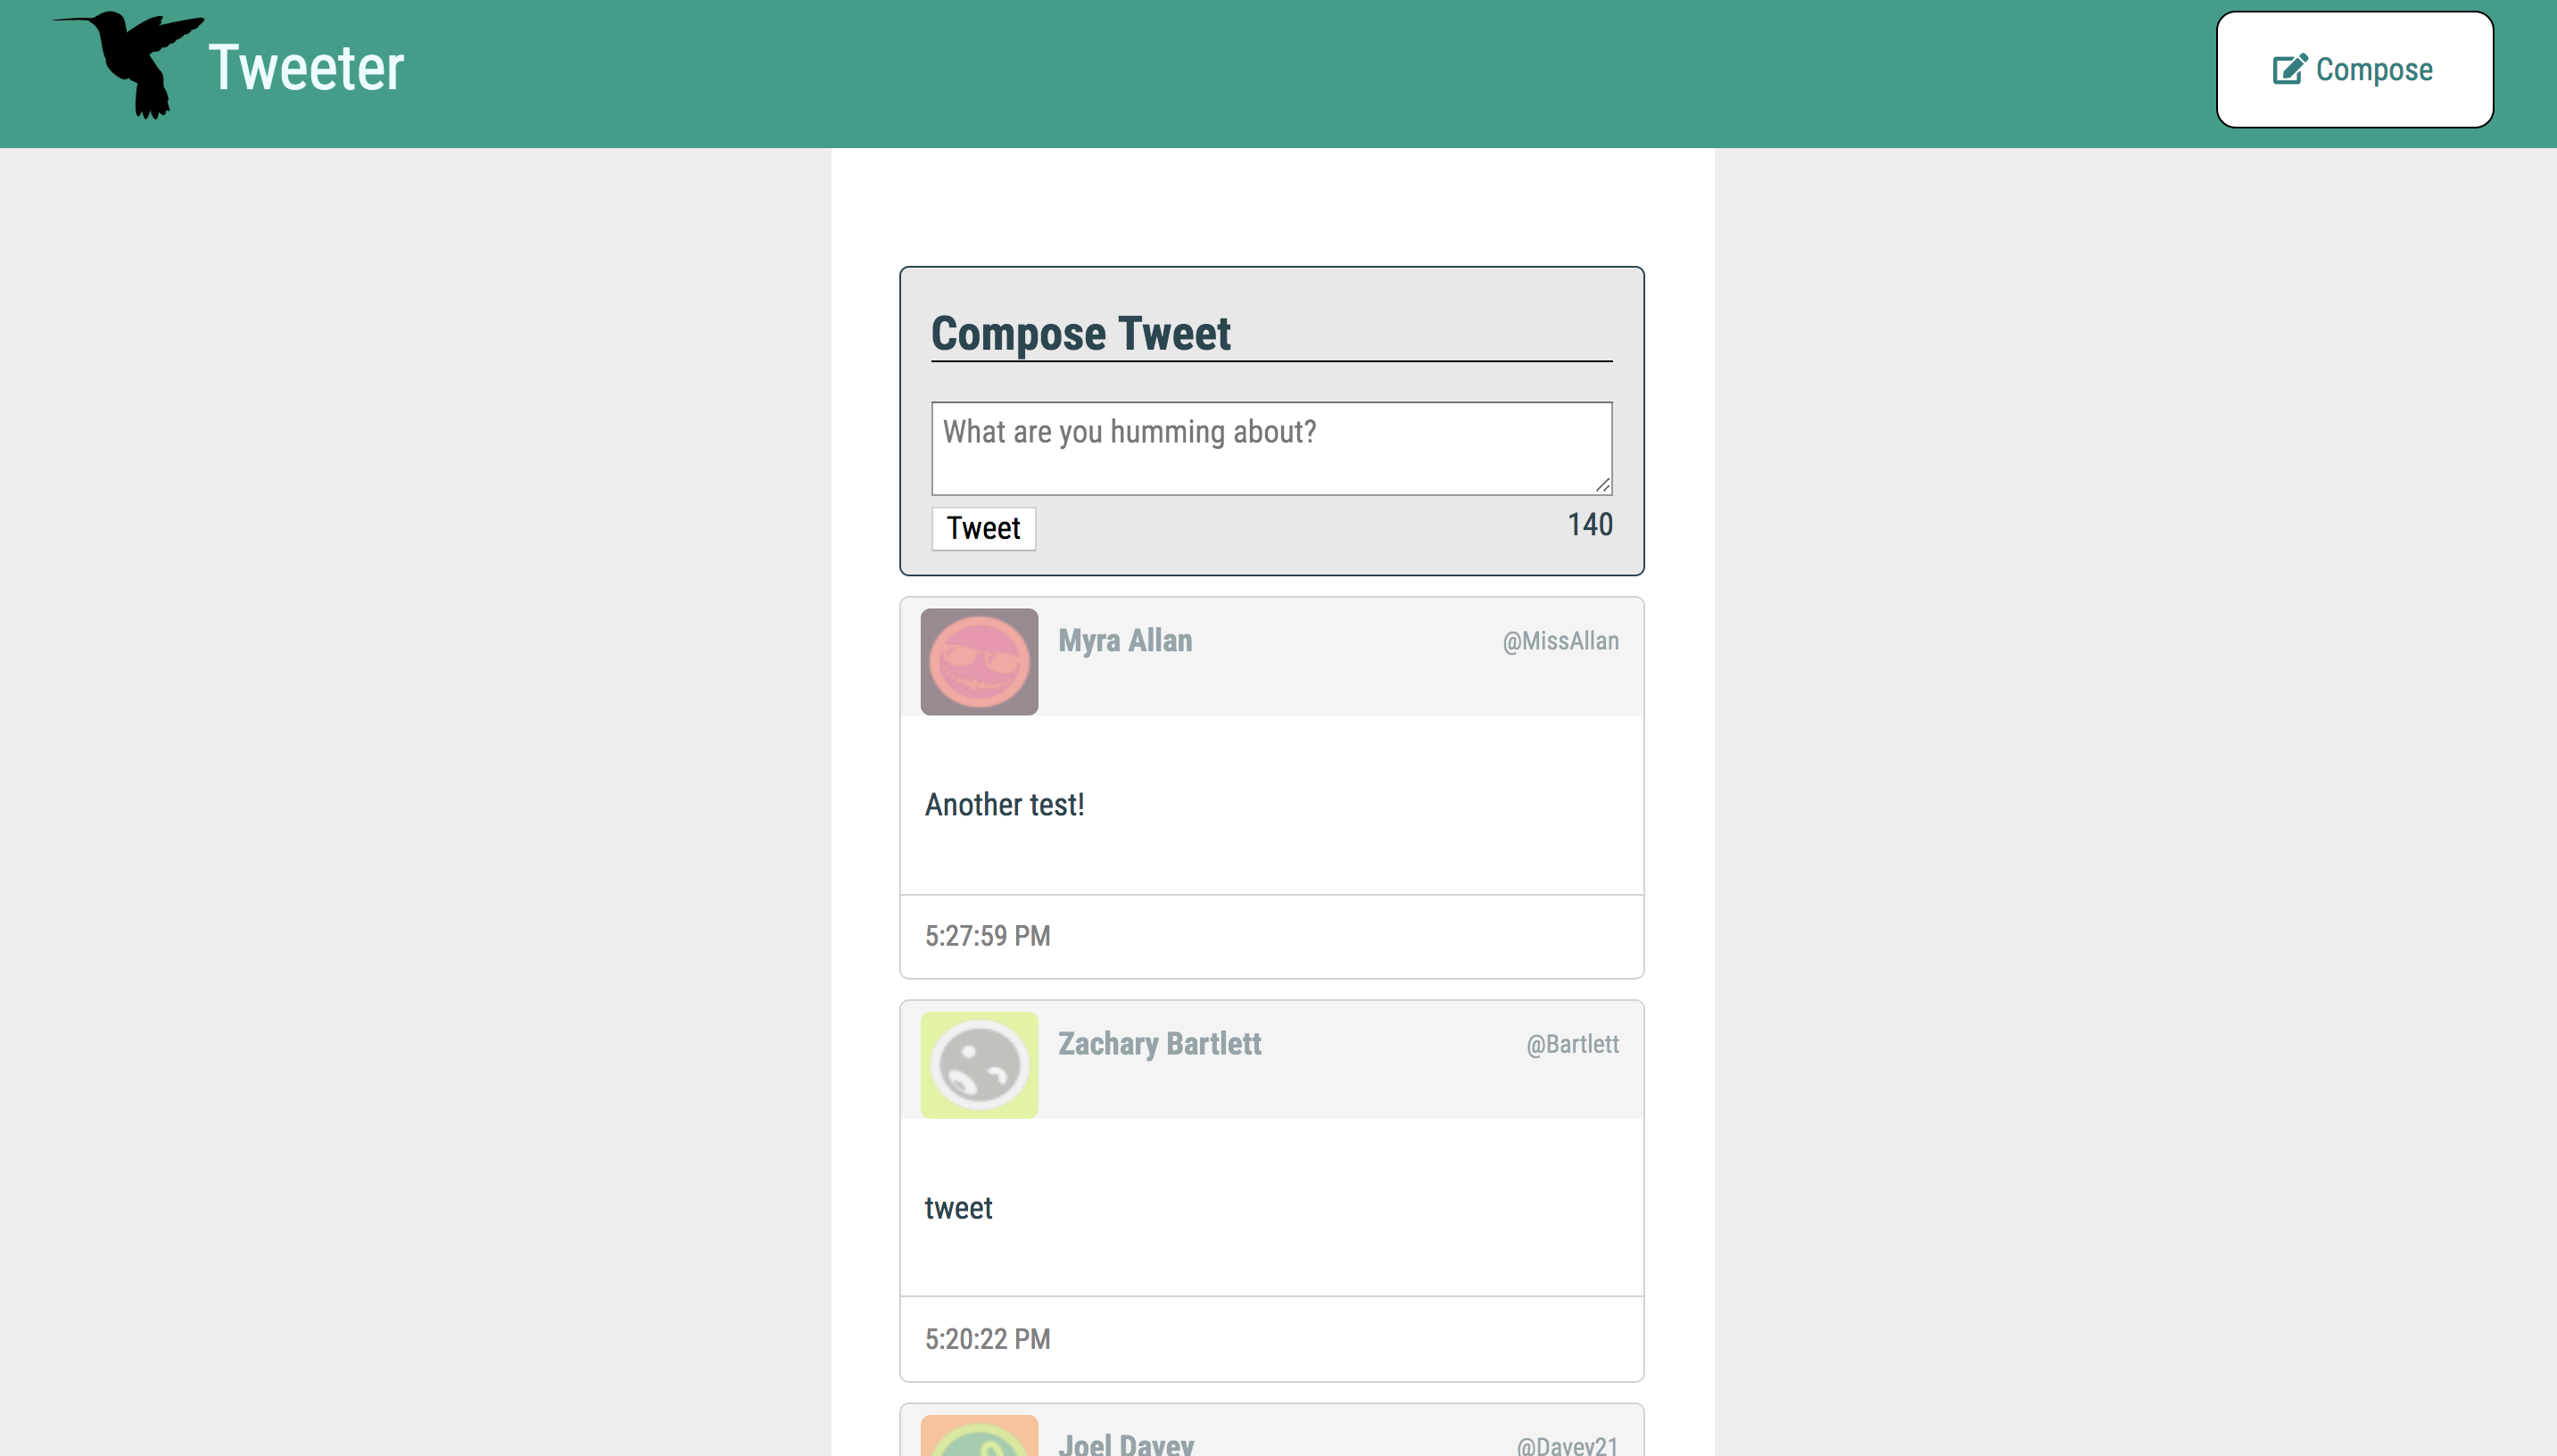 Tweeter
Compose
Compose Tweet
What are you humming about?
Tweet
140
Myra Allan
@MissAllan
Another test!
5:27:59 PM
Zachary Bartlett
@Bartlett
tweet
5:20:22 PM
Joel Davey
@Davey21